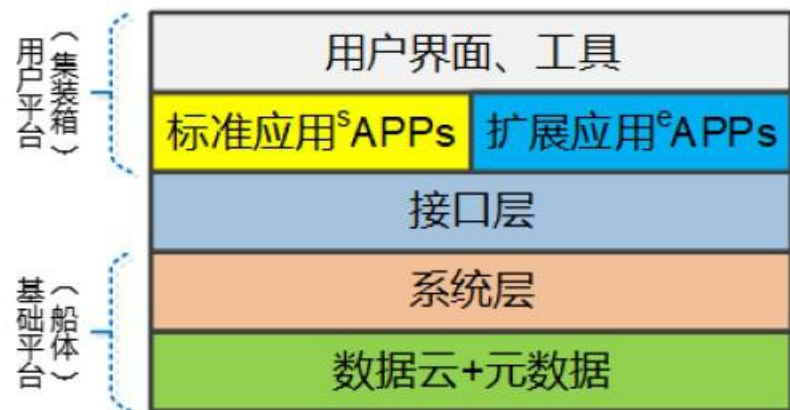 用户平台
（集装箱）
用户界面、工具
标准应用ˢAPPs
扩展应用ᵉAPPs
接口层
基础平台
（船体）
系统层
数据云+元数据